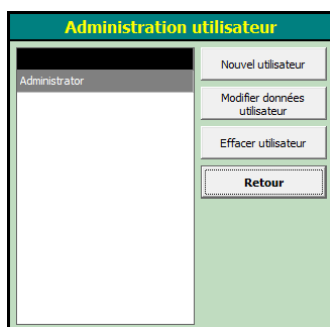 Administration utilisateur
Administrator
Nouvel utilisateur
Modifier données
utilisateur
Effacer utilisateur
Retour